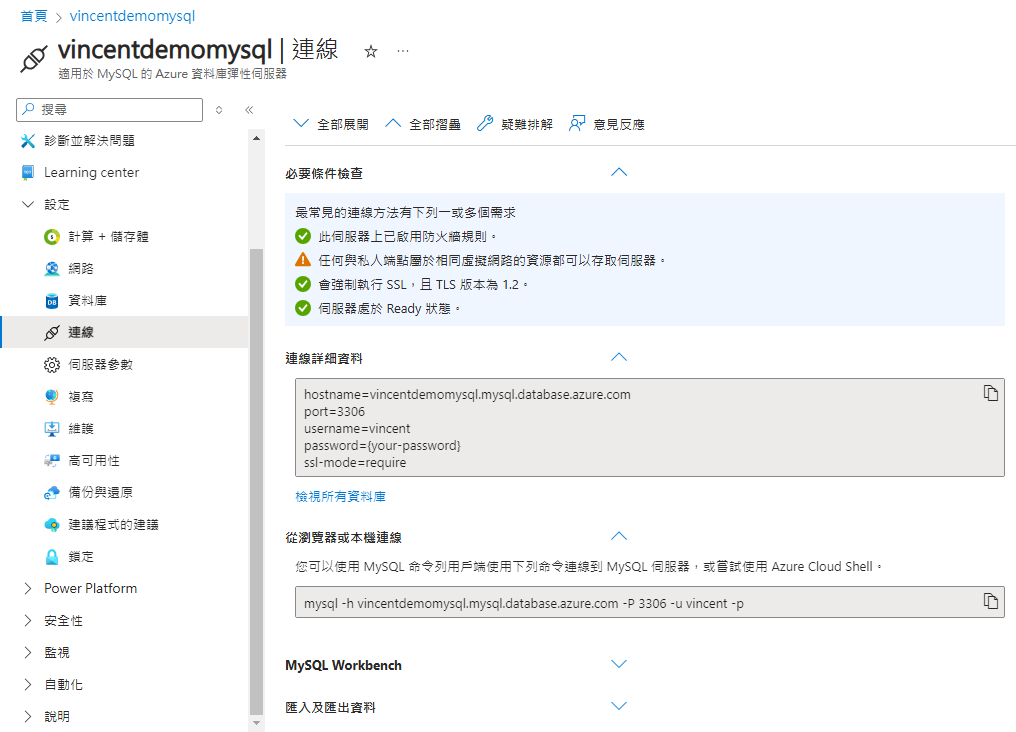 首頁 > vincentdemomysql
vincentdemomysql | 連線 ☆ ...
適用於 MySQL 的 Azure 資料庫彈性伺服器
搜尋
診斷並解決問題
Learning center
設定
計算 + 儲存體
網路
資料庫
連線
伺服器參數
複寫
維護
高可用性
備份與還原
建議程式的建議
鎖定
Power Platform
安全性
監視
自動化
說明
全部展開 全部摺疊 疑難排解 意見反應
必要條件檢查
最常見的連線方法有下列一或多個需求
此伺服器上已啟用防火牆規則。
任何與私人端點屬於相同虛擬網路的資源都可以存取伺服器。
會強制執行 SSL，且 TLS 版本為 1.2。
伺服器處於 Ready 狀態。
連線詳細資料
hostname=vincentdemomysql.mysql.database.azure.com
port=3306
username=vincent
password={your-password}
ssl-mode=require
檢視所有資料庫
從瀏覽器或本機連線
您可以使用 MySQL 命令列用戶端使用下列命令連線到 MySQL 伺服器，或嘗試使用 Azure Cloud Shell。
mysql -h vincentdemomysql.mysql.database.azure.com -P 3306 -u vincent -p
MySQL Workbench
匯入及匯出資料